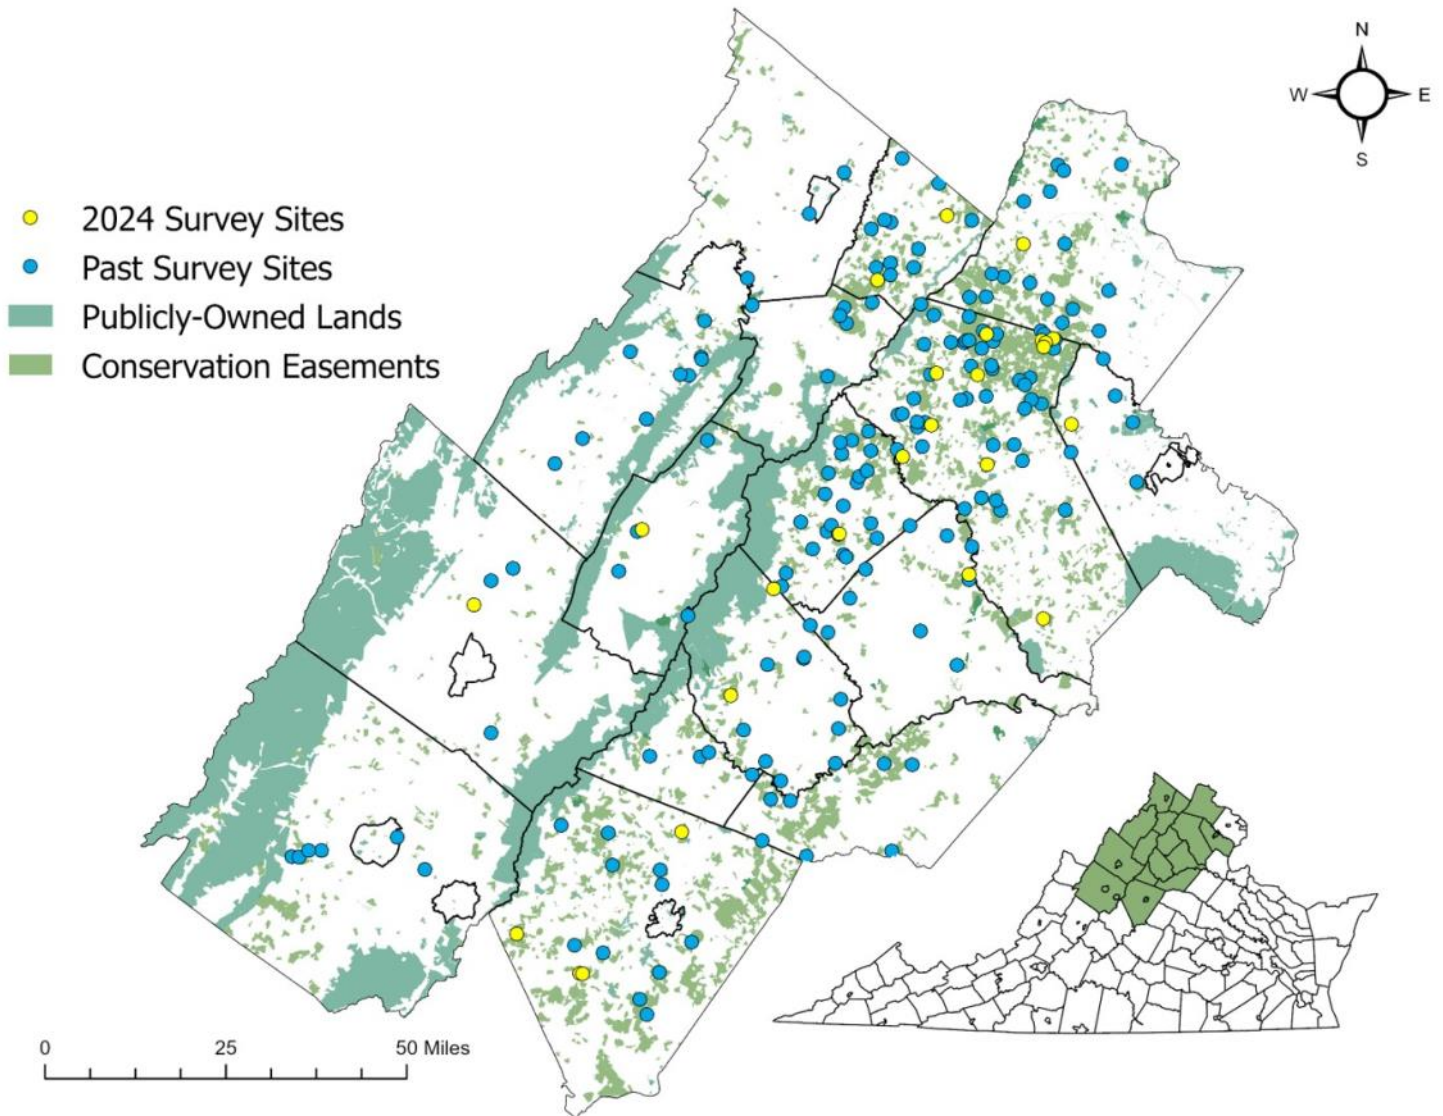 N
W E
S
2024 Survey Sites
Past Survey Sites
Publicly-Owned Lands
Conservation Easements
0 25 50 Miles